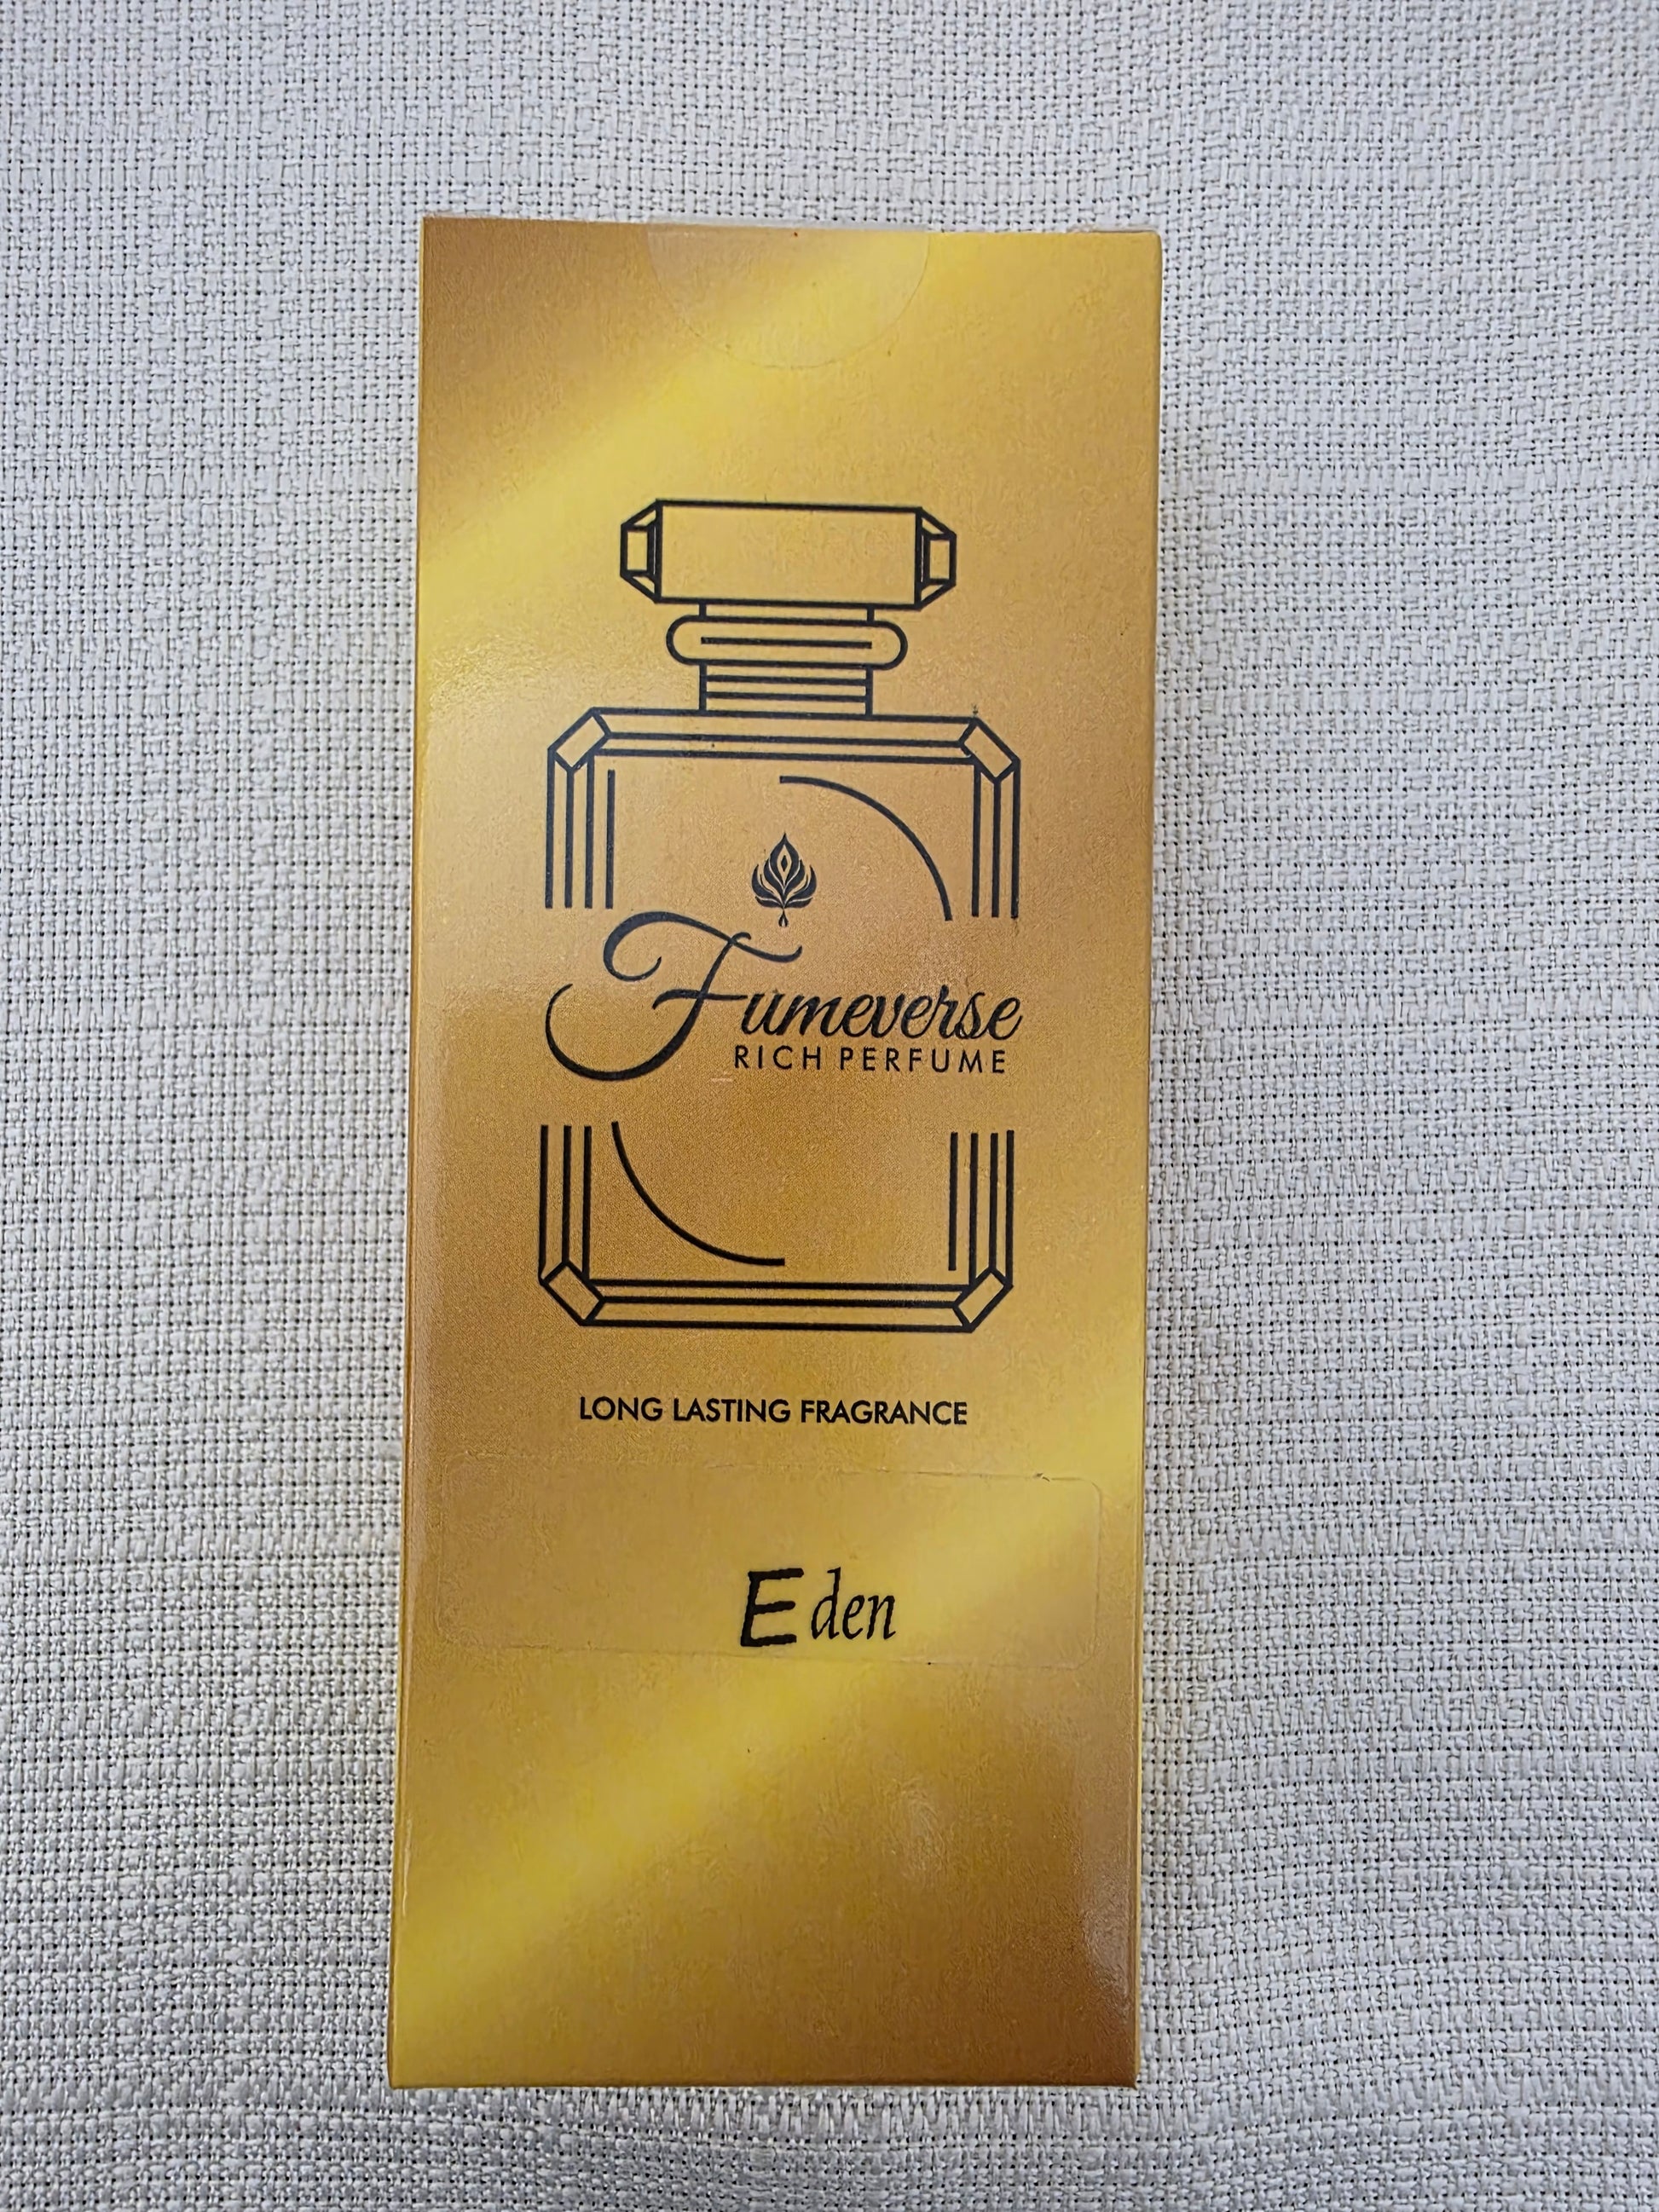 Fumeverse
RICH PERFUME
LONG LASTING FRAGRANCE
Eden